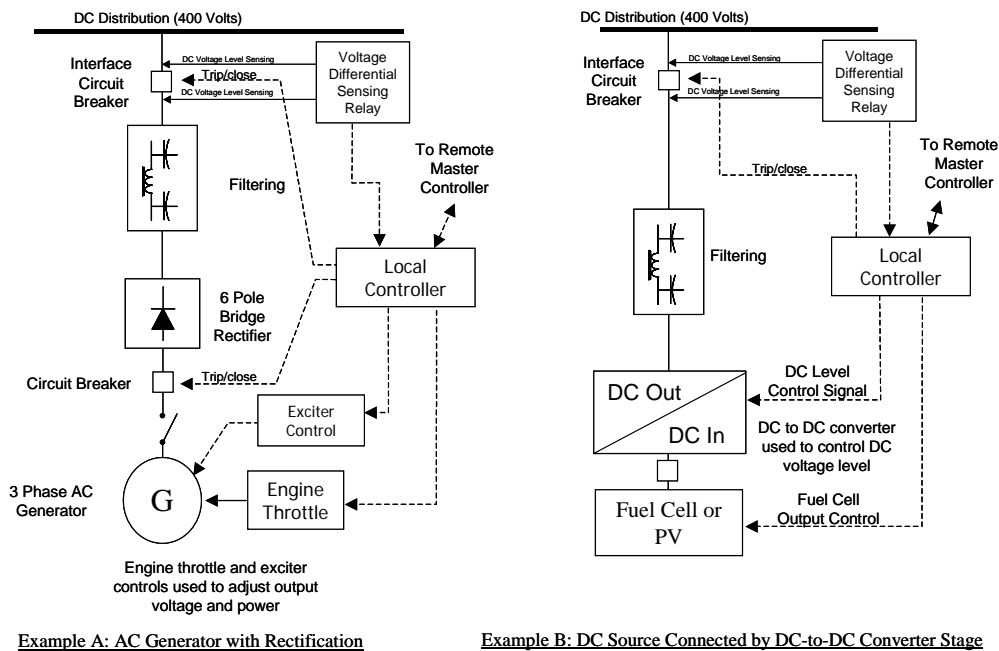 DC Distribution (400 Volts)
Interface
Circuit
Breaker
DC Voltage Level Sensing
Trip/close
DC Voltage Level Sensing
Voltage
Differential
Sensing
Relay
Filtering
To Remote
Master
Controller
Local
Controller
6 Pole
Bridge
Rectifier
Circuit Breaker
Trip/close
Exciter
Control
3 Phase AC
Generator
G
Engine
Throttle
Engine throttle and exciter
controls used to adjust output
voltage and power
Example A: AC Generator with Rectification
DC Distribution (400 Volts)
Interface
Circuit
Breaker
DC Voltage Level Sensing
DC Voltage Level Sensing
Voltage
Differential
Sensing
Relay
Trip/close
To Remote
Master
Controller
Filtering
Local
Controller
DC Out
DC In
DC Level
Control Signal
DC to DC converter
used to control DC
voltage level
Fuel Cell or
PV
Fuel Cell
Output Control
Example B: DC Source Connected by DC-to-DC Converter Stage